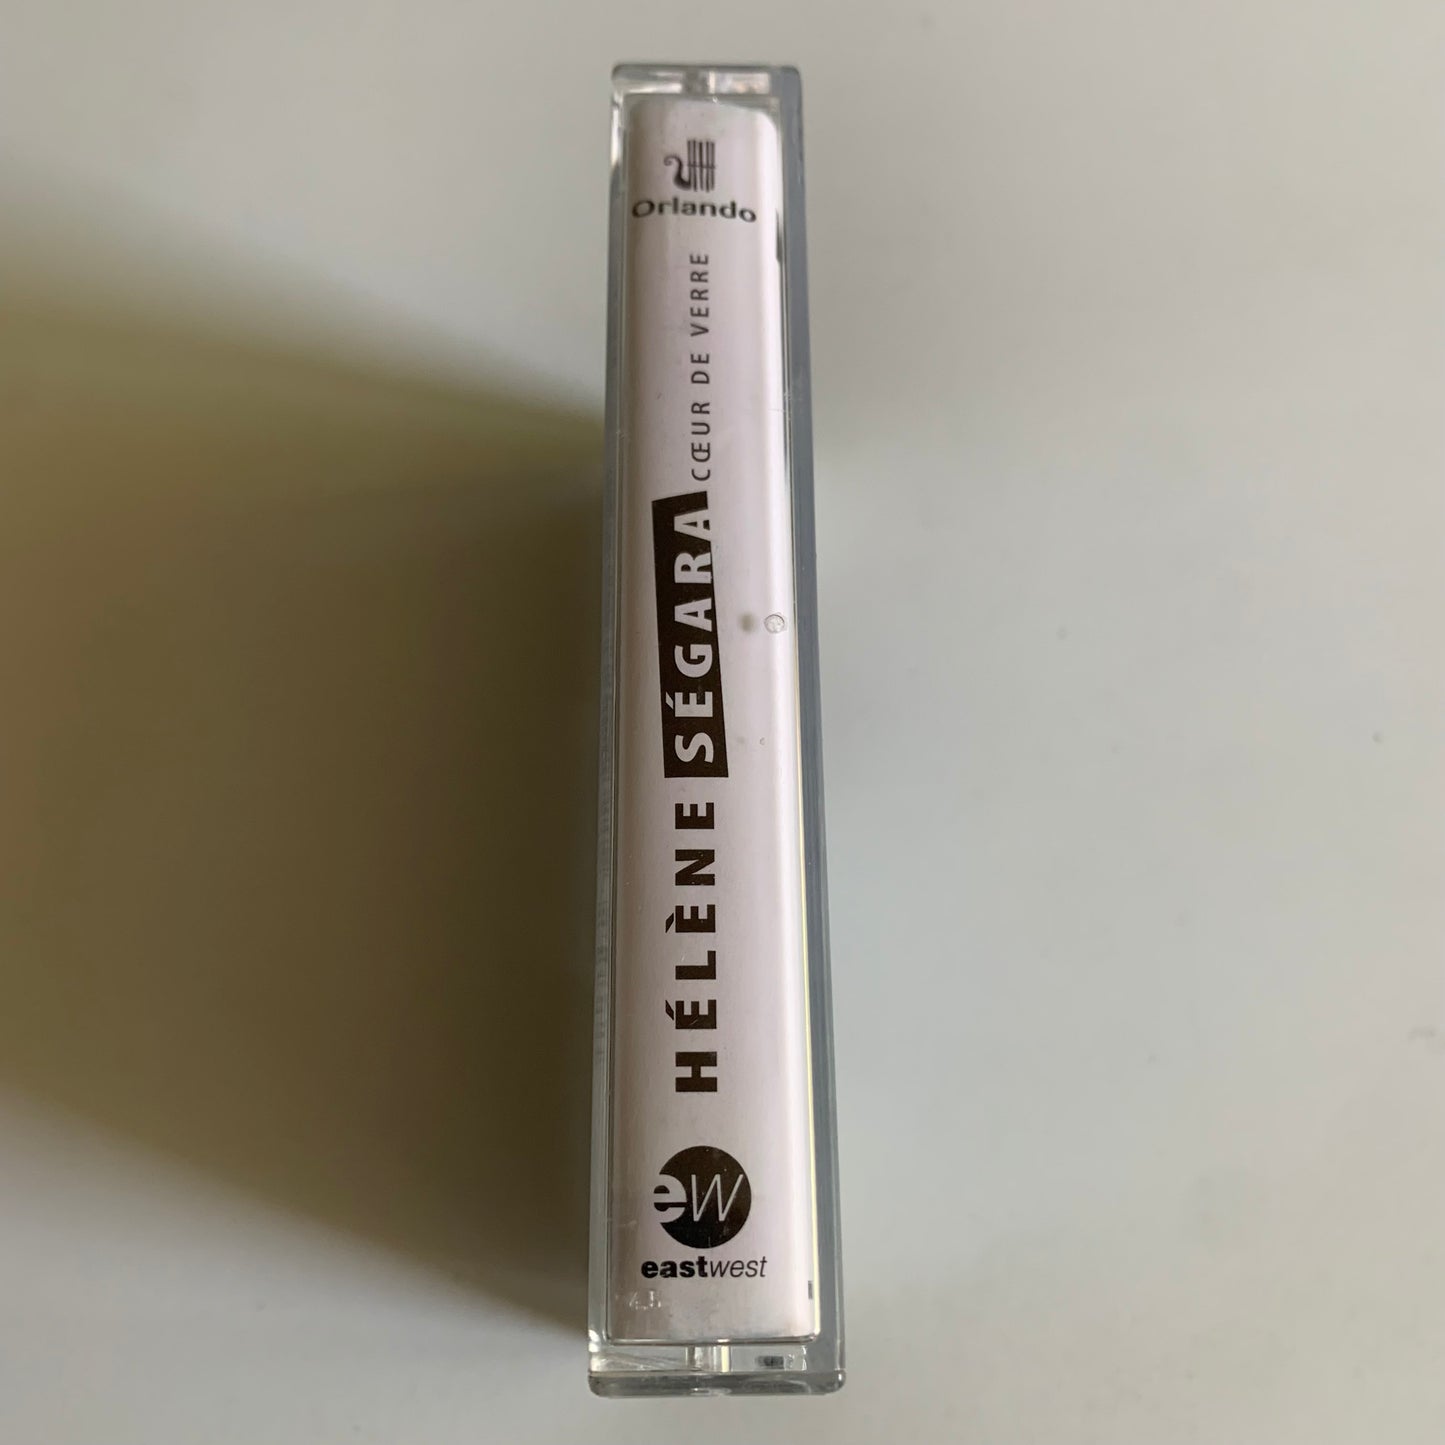 Orlando
HÉLÈNE SÉGARA CŒUR DE VERRE
ew
eastwest